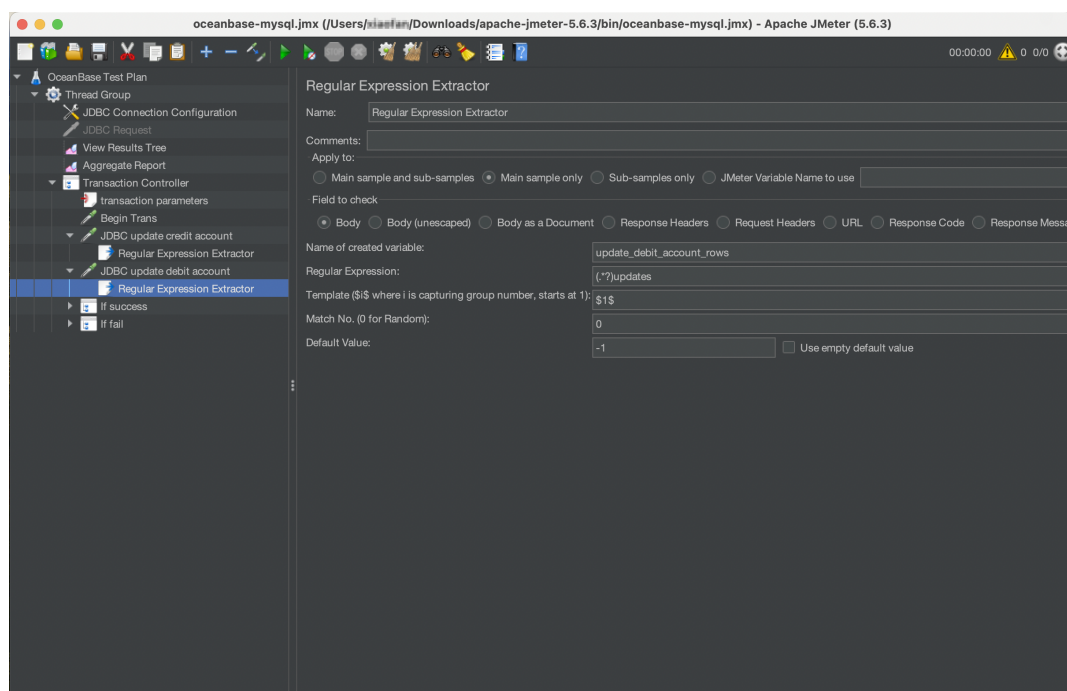 oceanbase-mysql.jmx (/Users/ /Downloads/apache-jmeter-5.6.3/bin/oceanbase-mysql.jmx) - Apache JMeter (5.6.3)
00:00:00 0 0/0
OceanBase Test Plan
Thread Group
JDBC Connection Configuration
JDBC Request
View Results Tree
Aggregate Report
Transaction Controller
transaction parameters
Begin Trans
JDBC update credit account
Regular Expression Extractor
JDBC update debit account
Regular Expression Extractor
If success
If fail
Regular Expression Extractor
Name: Regular Expression Extractor
Comments:
Apply to:
Main sample and sub-samples Main sample only Sub-samples only JMeter Variable Name to use
Field to check
Body Body (unescaped) Body as a Document Response Headers Request Headers URL Response Code Response Messa
Name of created variable: update_debit_account_rows
Regular Expression: (.*?)updates
Template ($i$ where i is capturing group number, starts at 1): $1$
Match No. (0 for Random): 0
Default Value: -1 Use empty default value